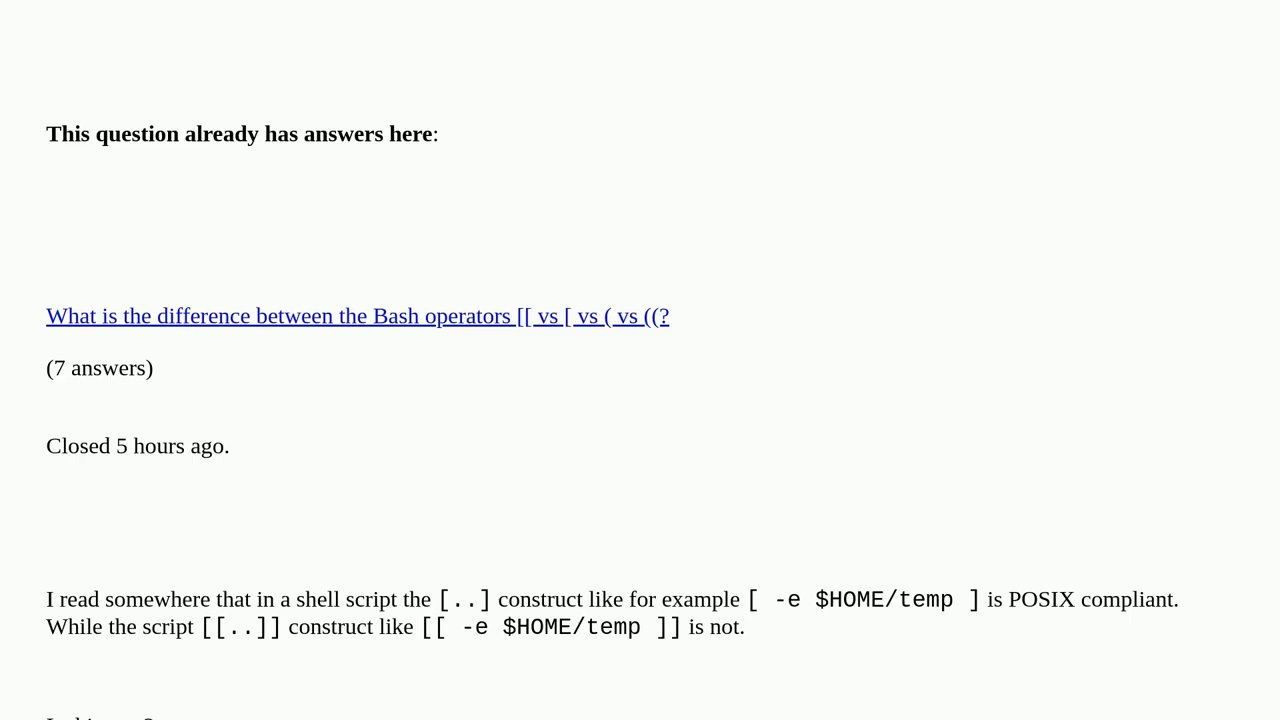 This question already has answers here:
What is the difference between the Bash operators [[ vs [ vs ( vs ((?
(7 answers)
Closed 5 hours ago.
I read somewhere that in a shell script the [..] construct like for example [ -e $HOME/temp ] is POSIX compliant.
While the script [[..]] construct like [[ -e $HOME/temp ]] is not.